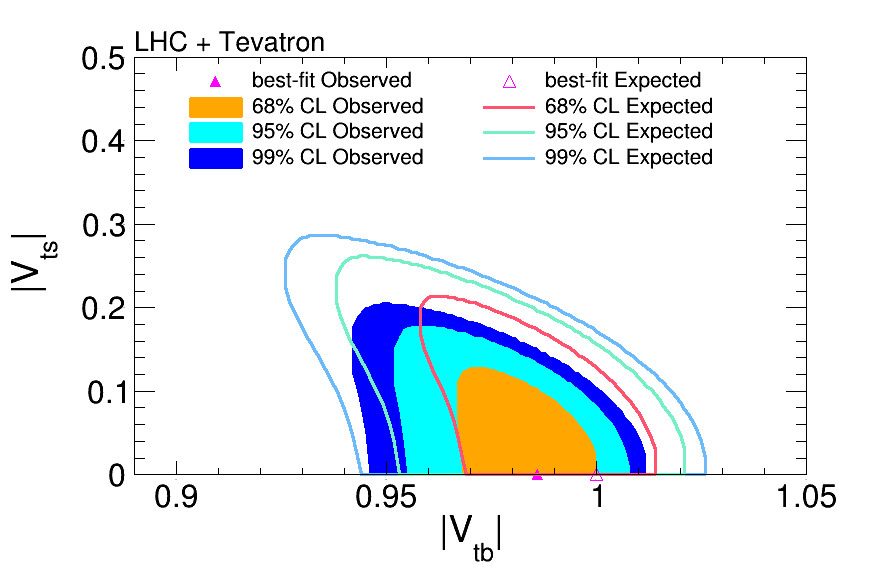 LHC + Tevatron
best-fit Observed
68% CL Observed
95% CL Observed
99% CL Observed
best-fit Expected
68% CL Expected
95% CL Expected
99% CL Expected
|V_ts|
0.5
0.4
0.3
0.2
0.1
0
0.9
0.95
1
1.05
|V_tb|